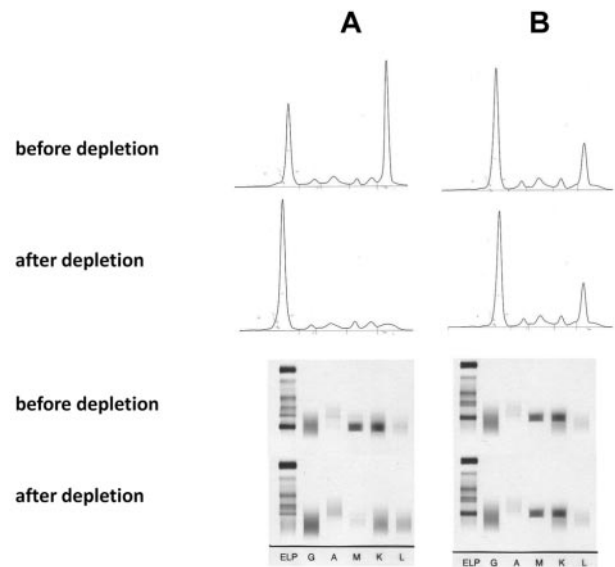 A B
before depletion
after depletion
before depletion
after depletion
ELP G A M K L ELP G A M K L